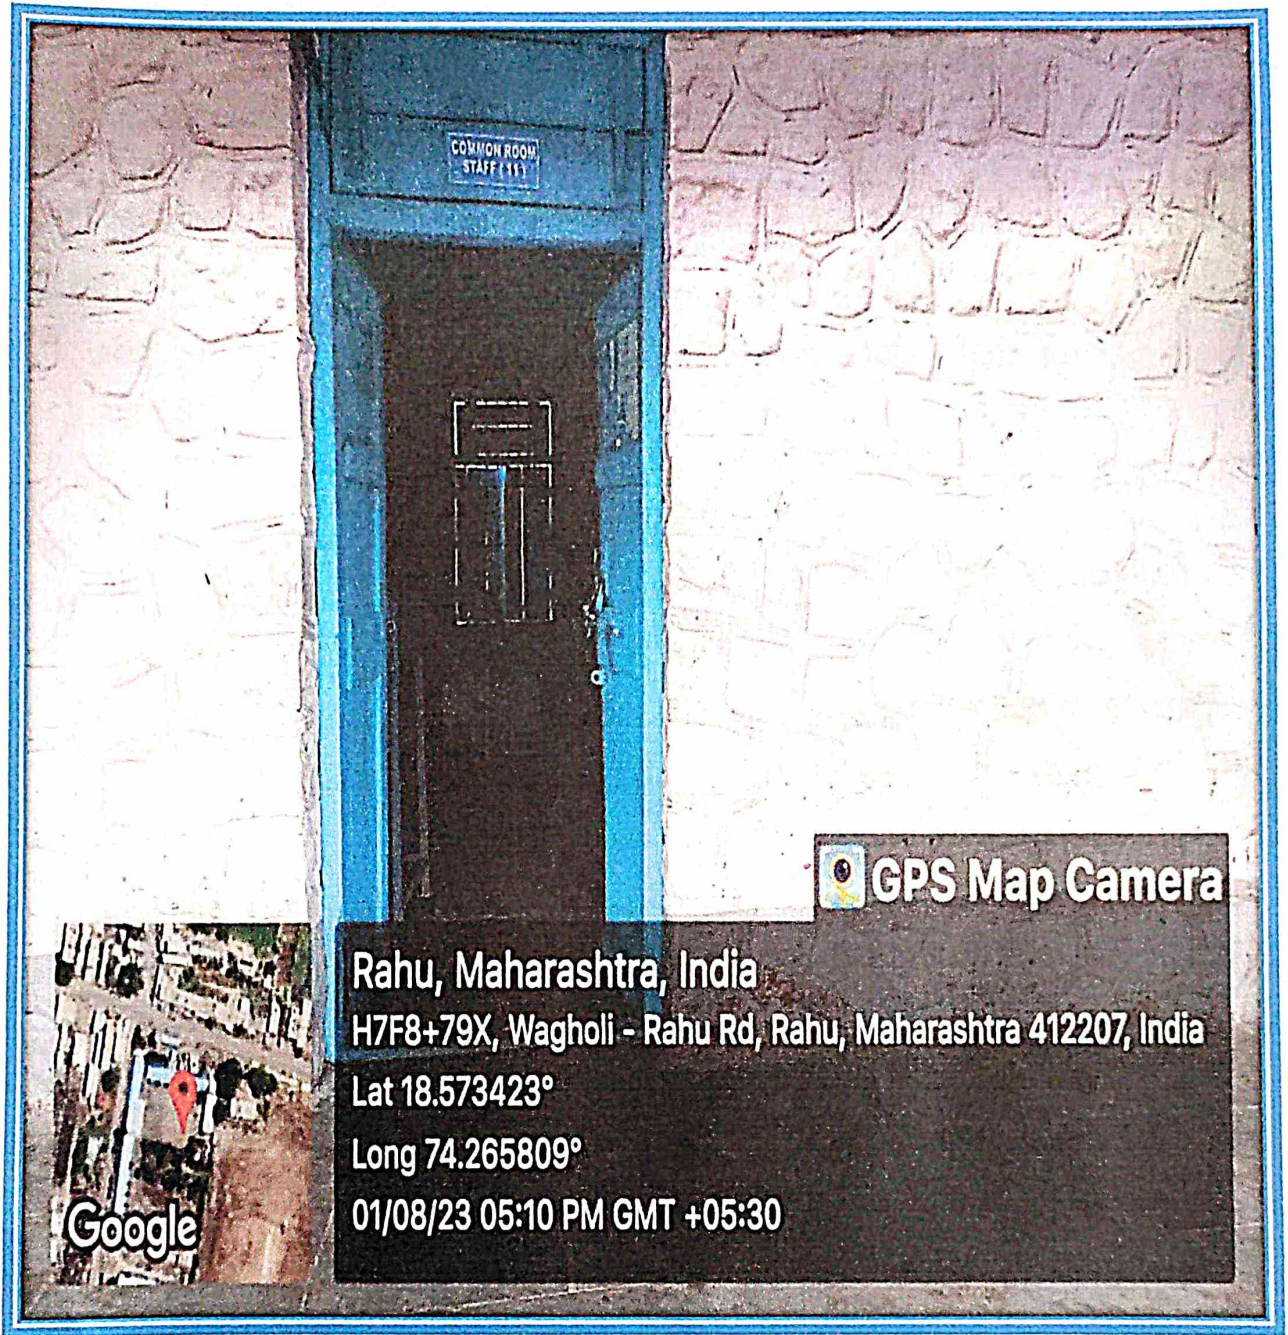 COMMON ROOM
STAFF ( 11 )
GPS Map Camera
Rahu, Maharashtra, India
H7F8+79X, Wagholi - Rahu Rd, Rahu, Maharashtra 412207, India
Lat 18.573423°
Long 74.265809°
01/08/23 05:10 PM GMT +05:30
Google